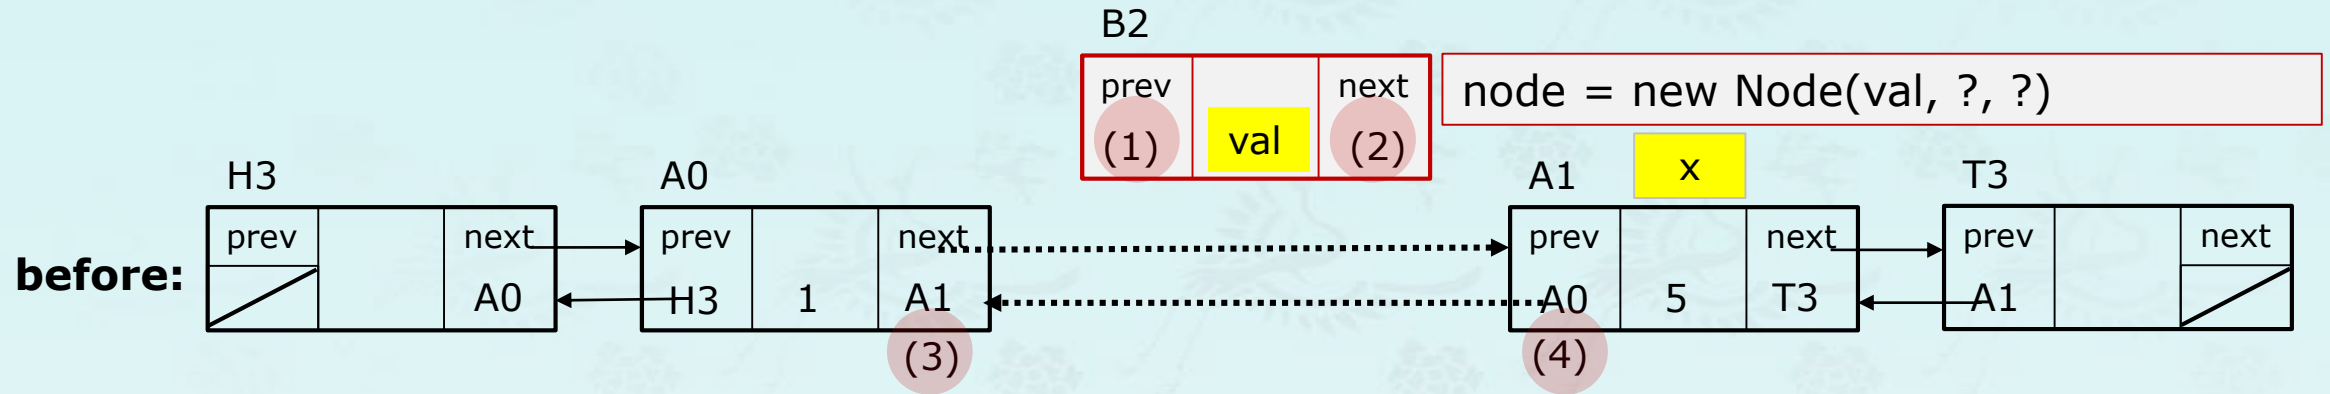 B2
prev next
(1) val (2)
node = new Node(val, ?, ?)
x
H3 A0 A1 T3
before:
prev next prev next prev next prev next
A0 H3 1 A1 A0 5 T3 A1
(3) (4)